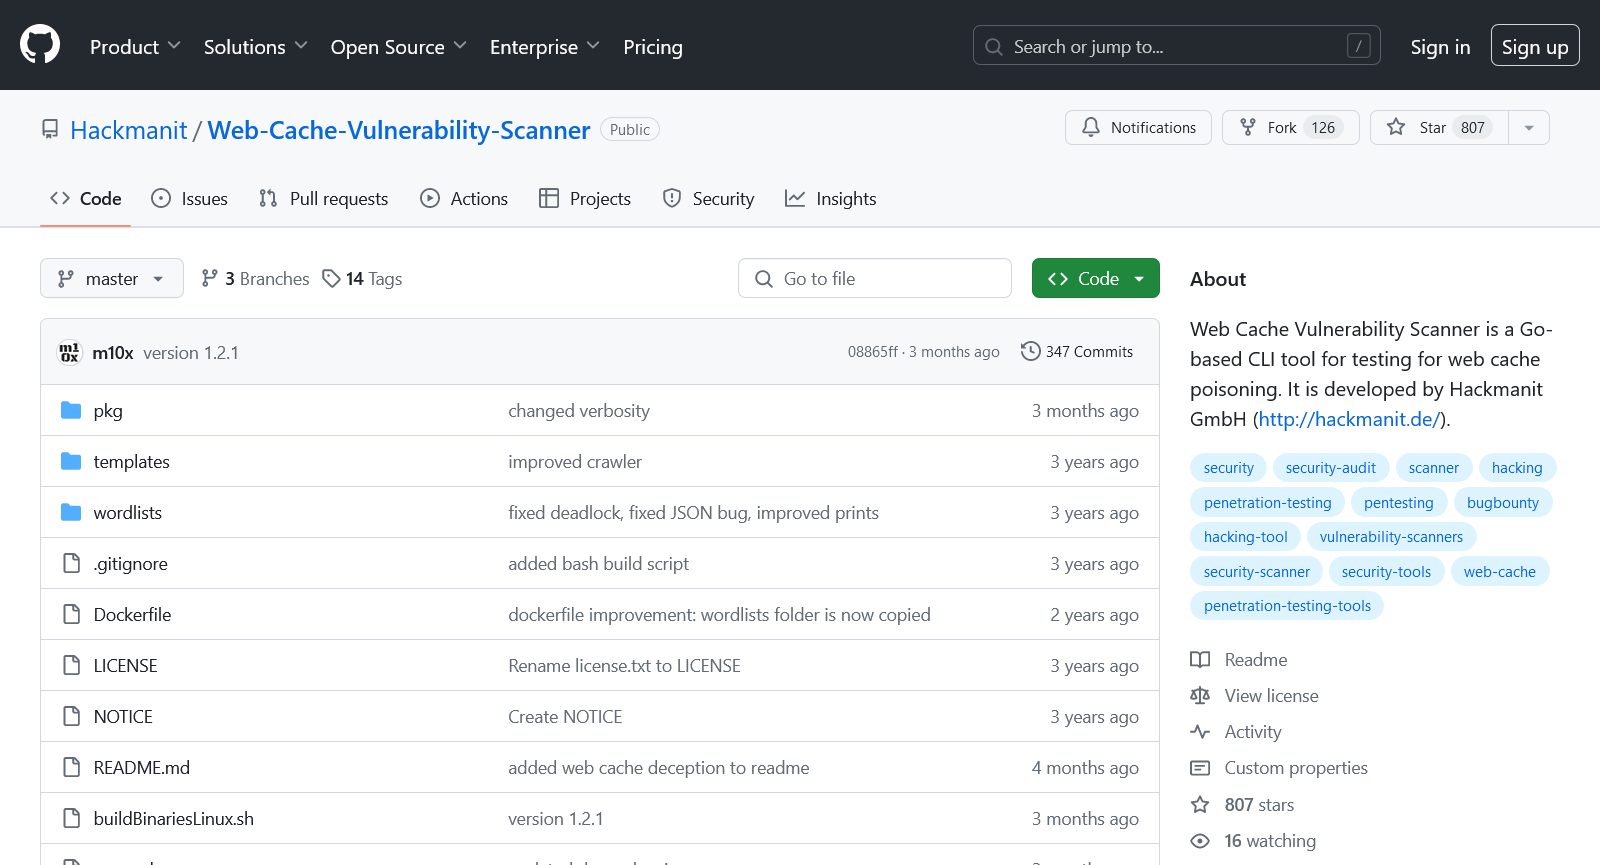 Product Solutions Open Source Enterprise Pricing Search or jump to... / Sign in Sign up
Hackmanit / Web-Cache-Vulnerability-Scanner Public Notifications Fork 126 Star 807
Code Issues Pull requests Actions Projects Security Insights
master 3 Branches 14 Tags Go to file Code
m10x m10x version 1.2.1 08865ff · 3 months ago 347 Commits
pkg changed verbosity 3 months ago
templates improved crawler 3 years ago
wordlists fixed deadlock, fixed JSON bug, improved prints 3 years ago
.gitignore added bash build script 3 years ago
Dockerfile dockerfile improvement: wordlists folder is now copied 2 years ago
LICENSE Rename license.txt to LICENSE 3 years ago
NOTICE Create NOTICE 3 years ago
README.md added web cache deception to readme 4 months ago
buildBinariesLinux.sh version 1.2.1 3 months ago
About
Web Cache Vulnerability Scanner is a Go-
based CLI tool for testing for web cache
poisoning. It is developed by Hackmanit
GmbH (http://hackmanit.de/).
security security-audit scanner hacking
penetration-testing pentesting bugbounty
hacking-tool vulnerability-scanners
security-scanner security-tools web-cache
penetration-testing-tools
Readme
View license
Activity
Custom properties
807 stars
16 watching